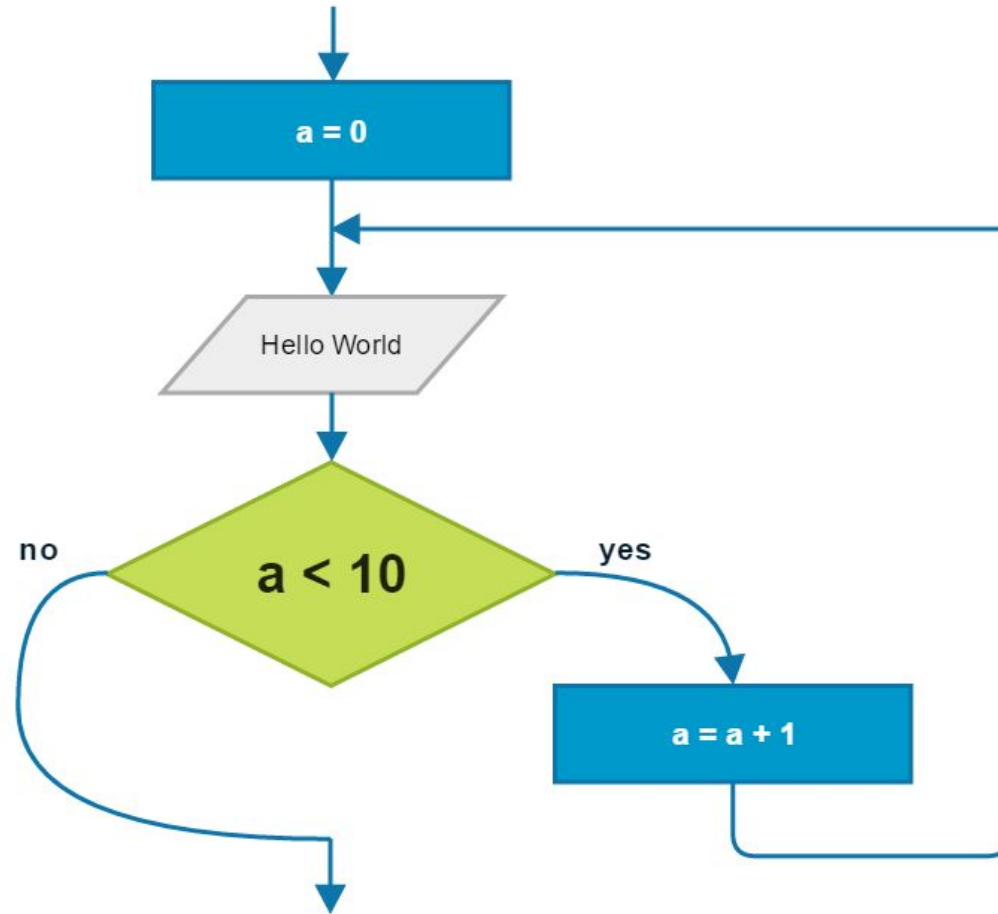 a = 0
Hello World
no
a < 10
yes
a = a + 1